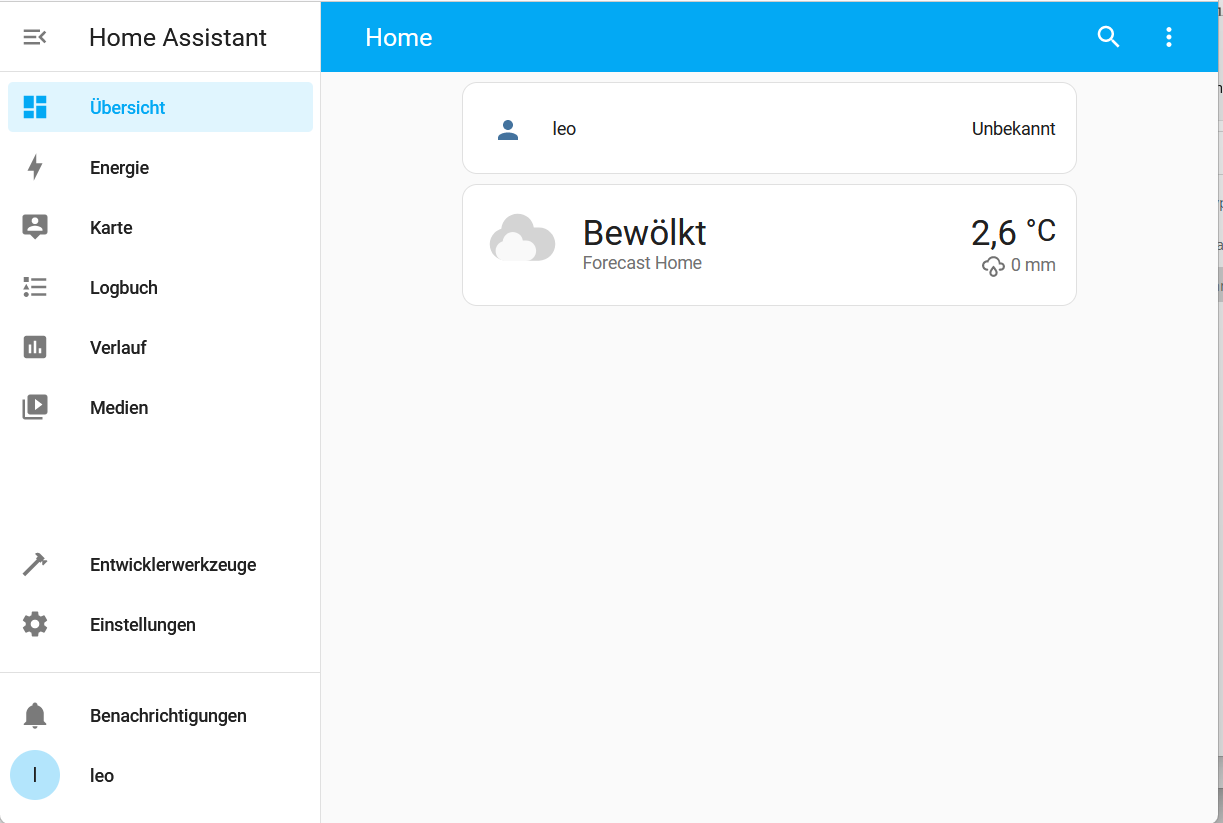 Home Assistant
Home
Übersicht
Energie
Karte
Logbuch
Verlauf
Medien
Entwicklerwerkzeuge
Einstellungen
Benachrichtigungen
l
leo
leo
Unbekannt
Bewölkt
2,6 °C
Forecast Home
0 mm